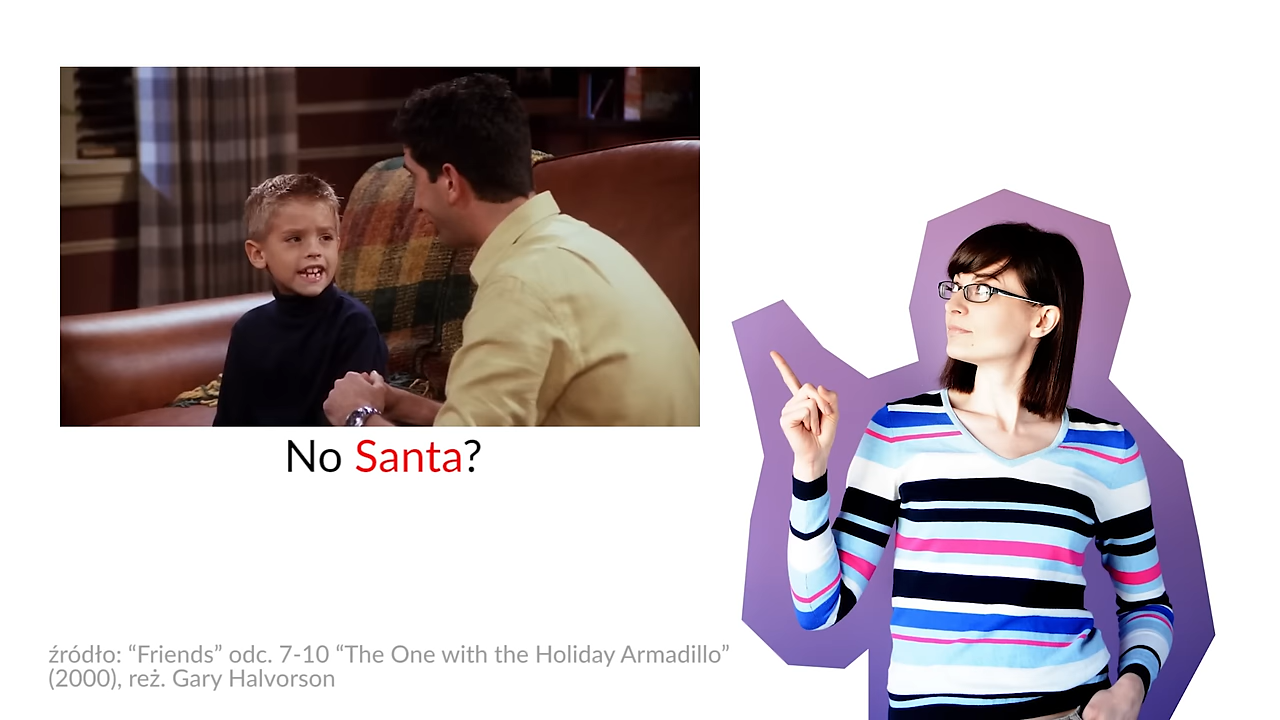 No Santa?
źródło: “Friends” odc. 7-10 “The One with the Holiday Armadillo”
(2000), reż. Gary Halvorson